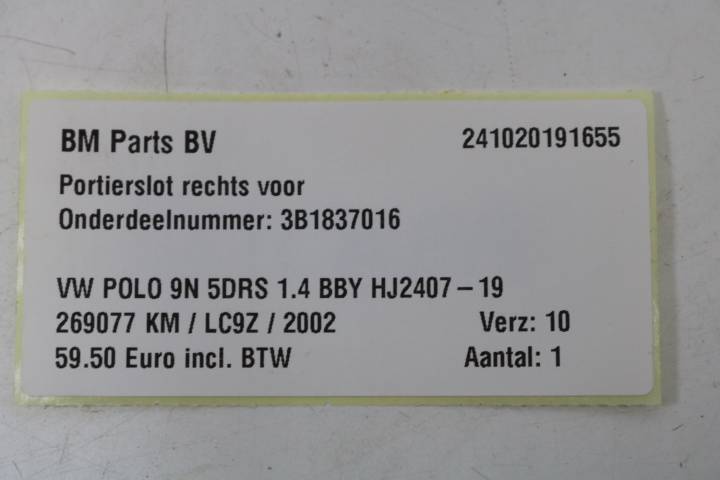 BM Parts BV 241020191655
Portierslot rechts voor
Onderdeelnummer: 3B1837016
VW POLO 9N 5DRS 1.4 BBY HJ2407 – 19
269077 KM / LC9Z / 2002 Verz: 10
59.50 Euro incl. BTW Aantal: 1